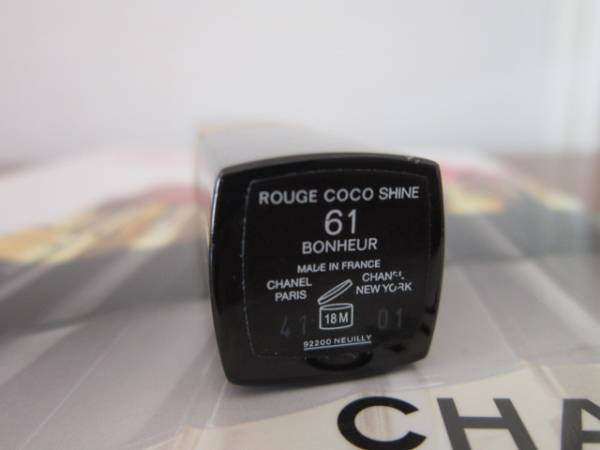 ROUGE COCO SHINE
61
BONHEUR
MADE IN FRANCE
CHANEL CHANEL
PARIS NEW YORK
41 18M 01
92200 NEUILLY
CHA